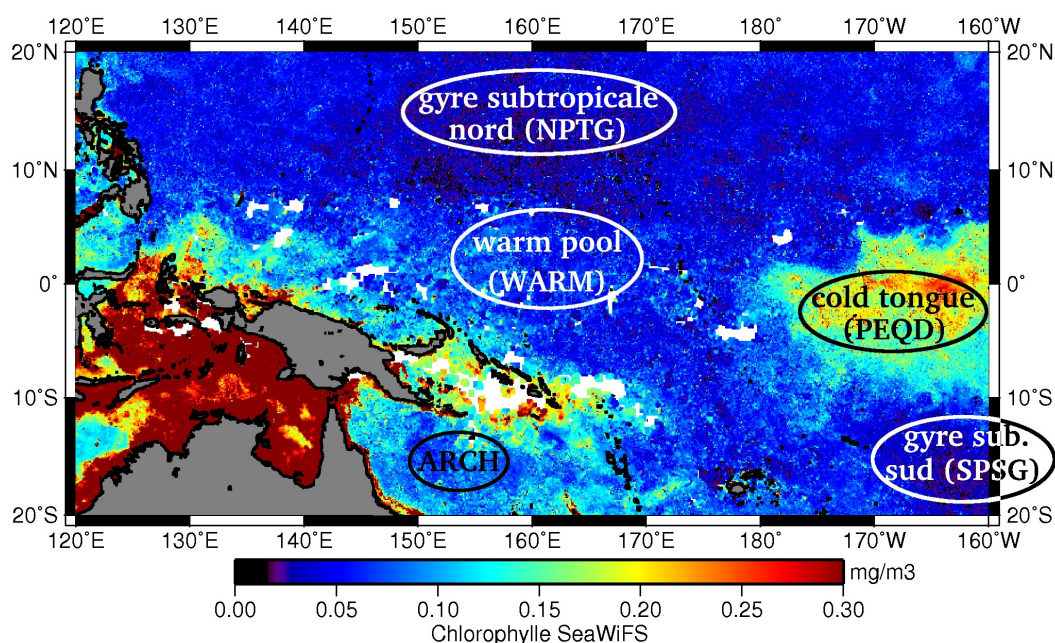 120˚E 130˚E 140˚E 150˚E 160˚E 170˚E 180˚ 170˚W 160˚W
20˚N 20˚N
gyre subtropicale
nord (NPTG)
10˚N 10˚N
warm pool
(WARM)
0˚ 0˚
cold tongue
(PEQD)
10˚S 10˚S
gyre sub.
sud (SPSG)
ARCH
20˚S 20˚S
120˚E 130˚E 140˚E 150˚E 160˚E 170˚E 180˚ 170˚W 160˚W
mg/m3
0.00 0.05 0.10 0.15 0.20 0.25 0.30
Chlorophylle SeaWiFS